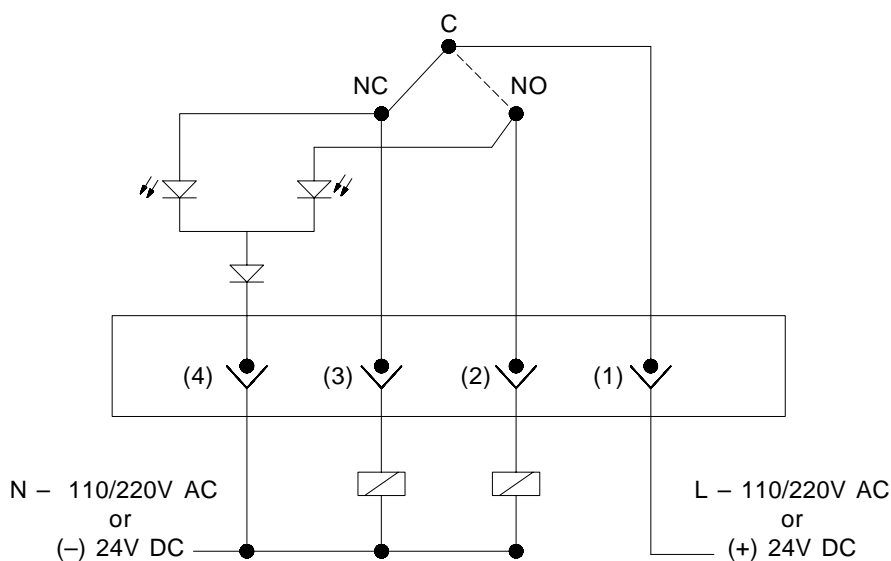 C
NC
NO
(4)
(3)
(2)
(1)
N – 110/220V AC
or
(–) 24V DC
L – 110/220V AC
or
(+) 24V DC